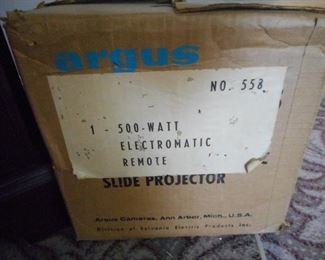 argus
NO. 558
1 - 500-WATT
ELECTROMATIC
REMOTE
SLIDE PROJECTOR
Argus Cameras, Ann Arbor, Mich., U.S.A.
Division of Sylvania Electric Products Inc.